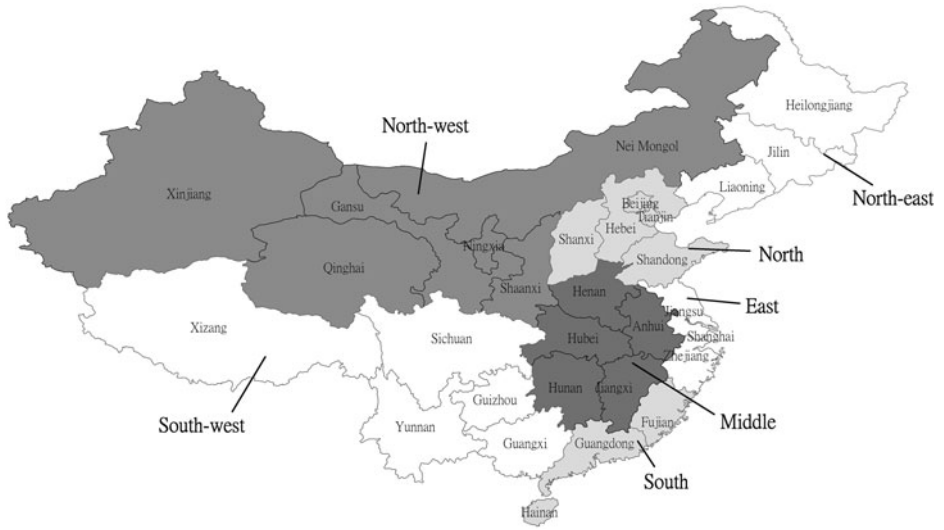 Heilongjiang
North-west
Nei Mongol
Jilin
Xinjiang
Liaoning
North-east
Gansu
Beijing
Tianjin
Hebei
Shanxi
Ningxia
North
Shandong
Qinghai
Shaanxi
Henan
East
Jiangsu
Anhui
Xizang
Sichuan
Hubei
Shanghai
Zhejiang
Hunan
Jiangxi
Guizhou
South-west
Yunnan
Middle
Fujian
Guangxi
Guangdong
South
Hainan